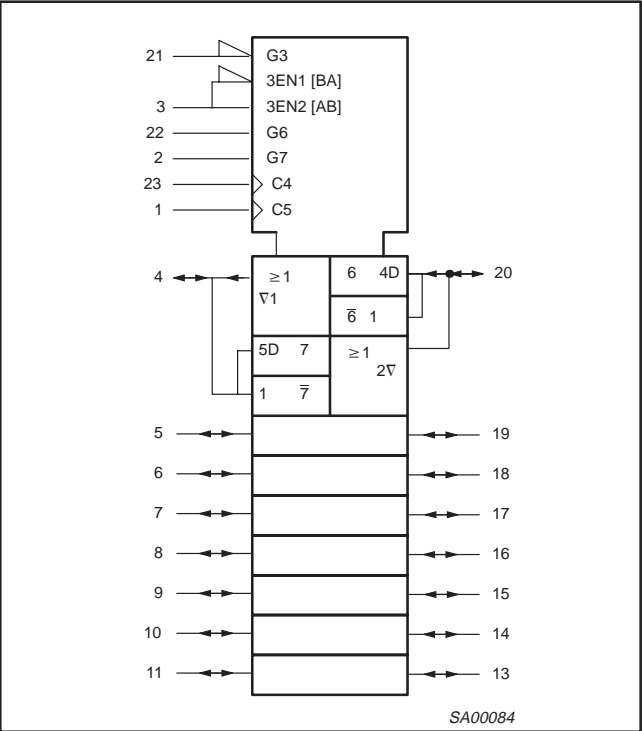 21 G3
3EN1 [BA]
3 3EN2 [AB]
22 G6
2 G7
23 C4
1 C5
4 ≥1 6 4D 20
∇1
6̅ 1
5D 7 ≥1
2∇
1 7̅
5 19
6 18
7 17
8 16
9 15
10 14
11 13
SA00084